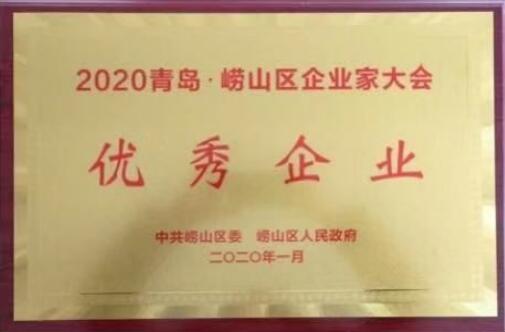 2020青岛·崂山区企业家大会
优秀企业
中共崂山区委 崂山区人民政府
二〇二〇年一月